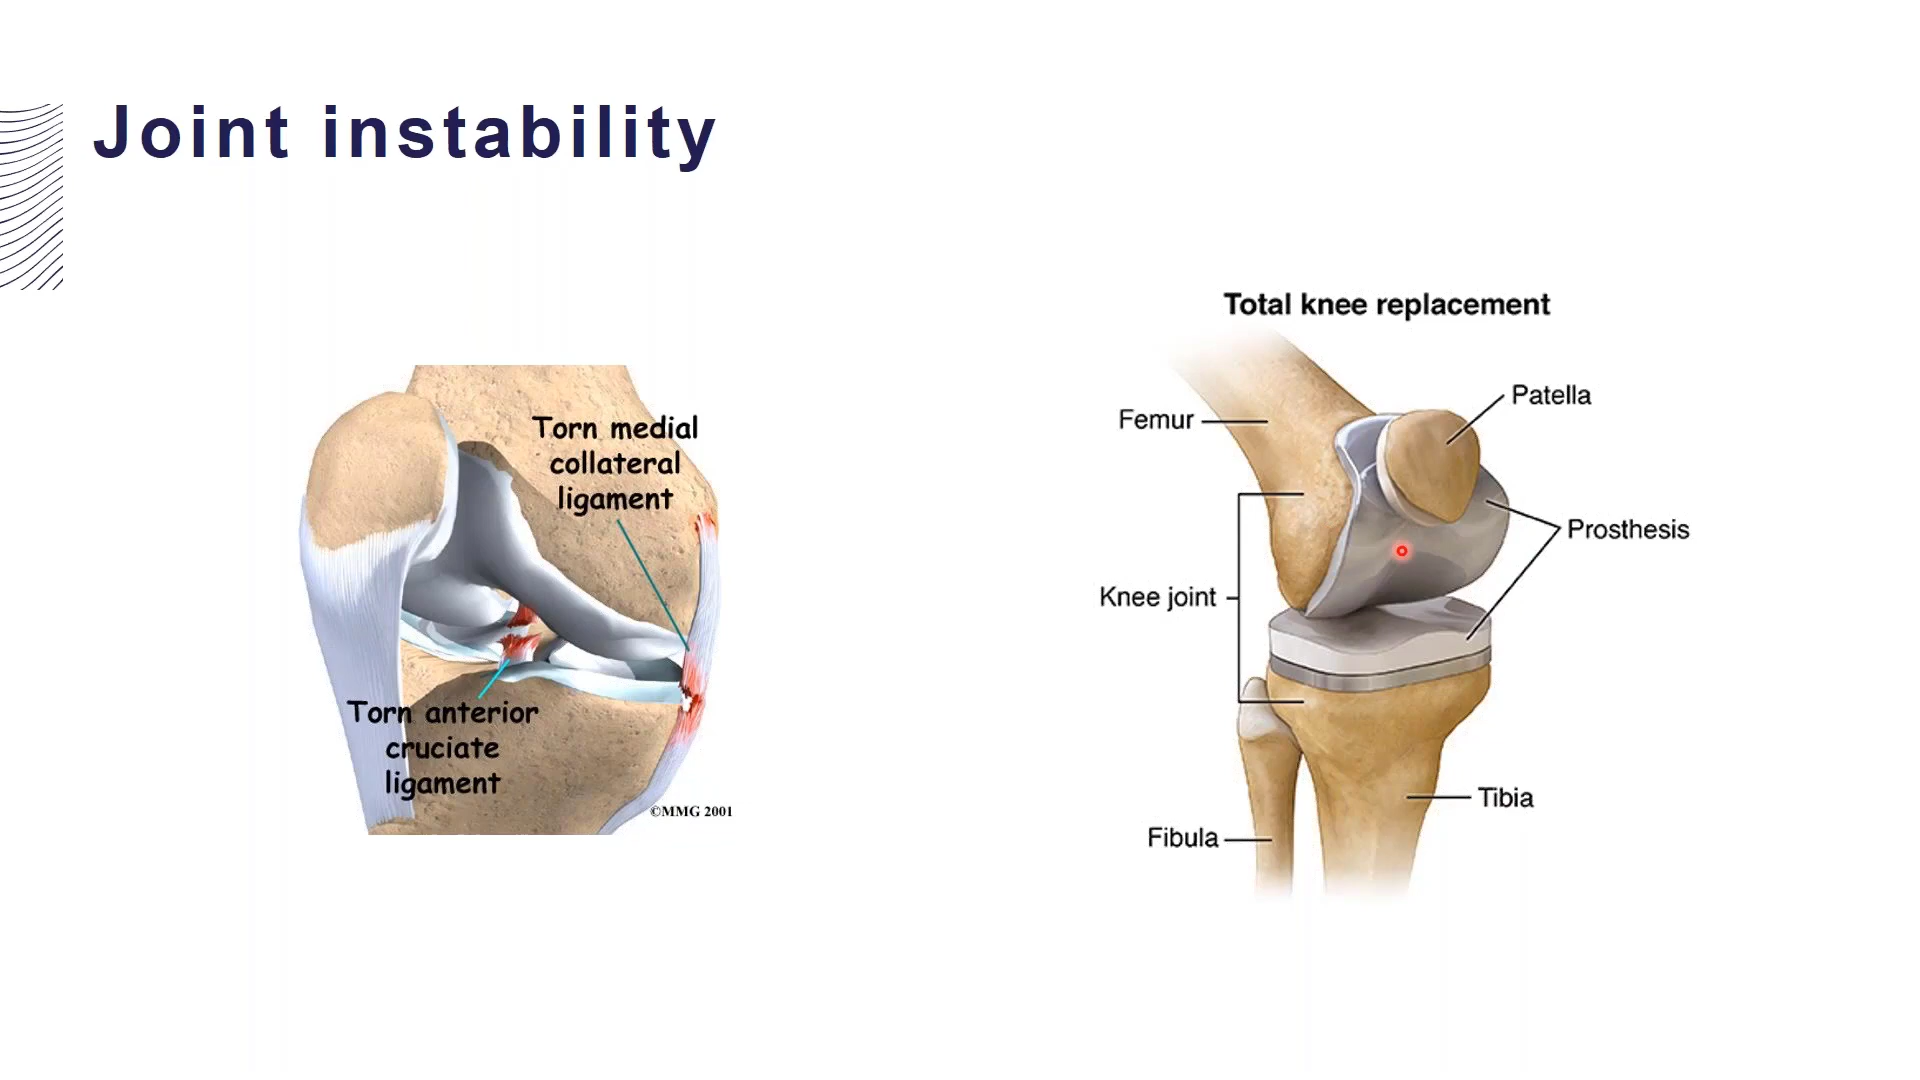 Joint instability
Torn medial
collateral
ligament
Torn anterior
cruciate
ligament
©MMG 2001
Total knee replacement
Patella
Femur
Prosthesis
Knee joint
Tibia
Fibula